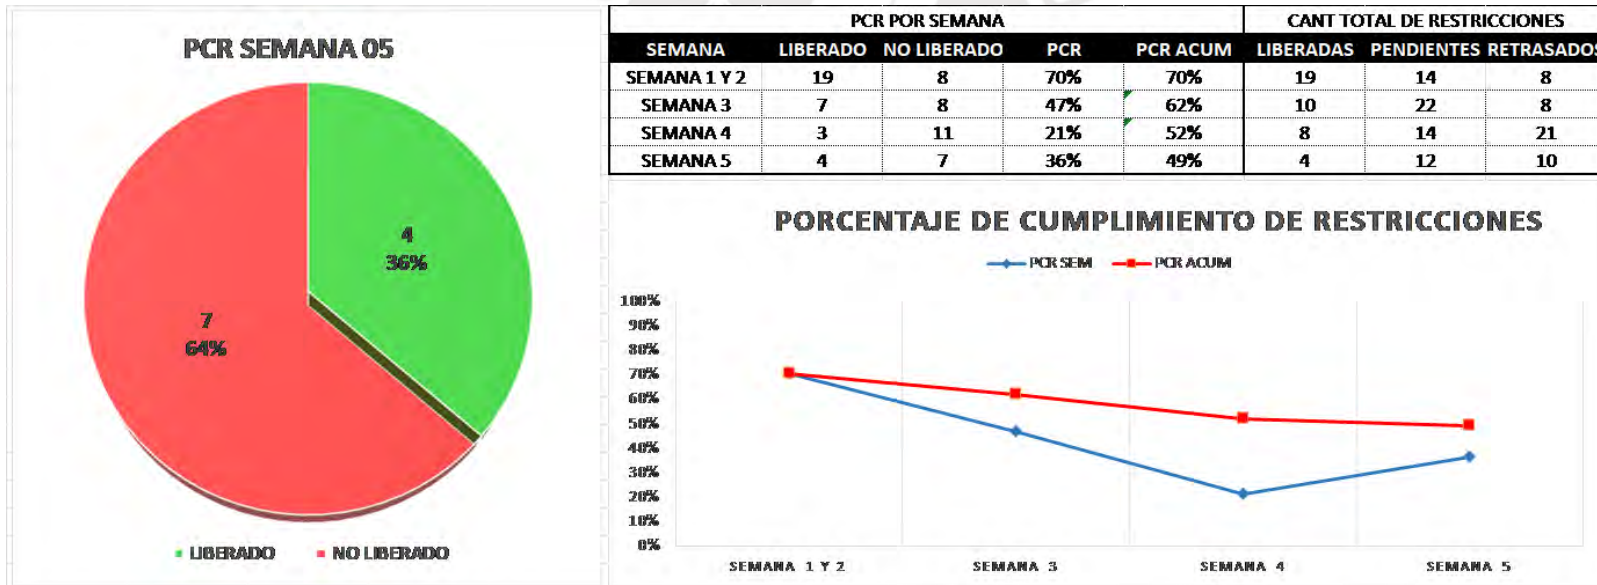 PCR SEMANA 05
4
36%
7
64%
LIBERADO NO LIBERADO
PCR POR SEMANA CANT TOTAL DE RESTRICCIONES
SEMANA LIBERADO NO LIBERADO PCR PCR ACUM LIBERADAS PENDIENTES RETRASADOS
SEMANA 1 Y 2 19 8 70% 70% 19 14 8
SEMANA 3 7 8 47% 62% 10 22 8
SEMANA 4 3 11 21% 52% 8 14 21
SEMANA 5 4 7 36% 49% 4 12 10
PORCENTAJE DE CUMPLIMIENTO DE RESTRICCIONES
PCR SEM PCR ACUM
100%
90%
80%
70%
60%
50%
40%
30%
20%
10%
0%
SEMANA 1 Y 2 SEMANA 3 SEMANA 4 SEMANA 5